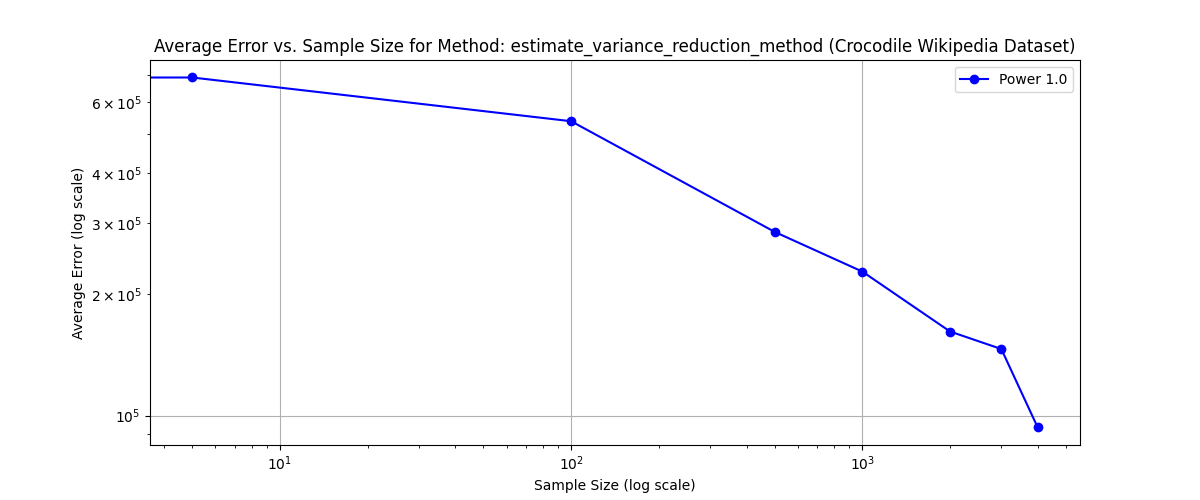 Average Error vs. Sample Size for Method: estimate_variance_reduction_method (Crocodile Wikipedia Dataset)
Power 1.0
6 × 10⁵
4 × 10⁵
3 × 10⁵
2 × 10⁵
10⁵
Average Error (log scale)
10¹ 10² 10³
Sample Size (log scale)